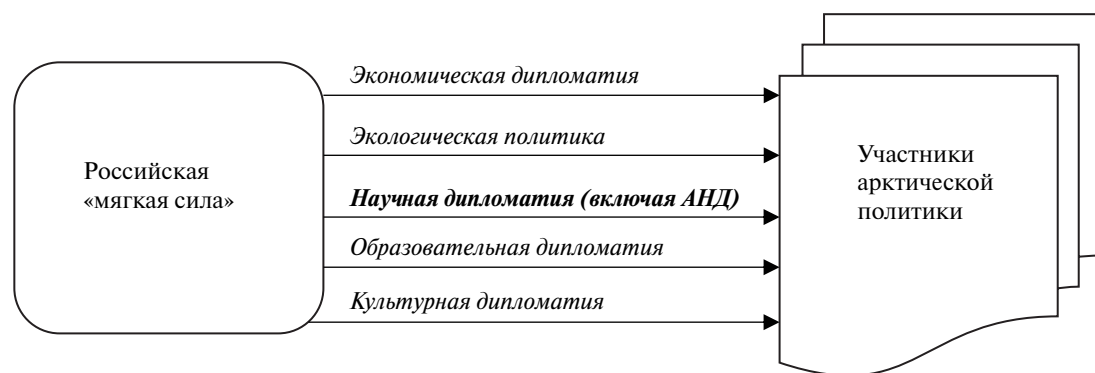 Экономическая дипломатия
Экологическая политика
Российская
«мягкая сила»
Научная дипломатия (включая АНД)
Образовательная дипломатия
Культурная дипломатия
Участники
арктической
политики